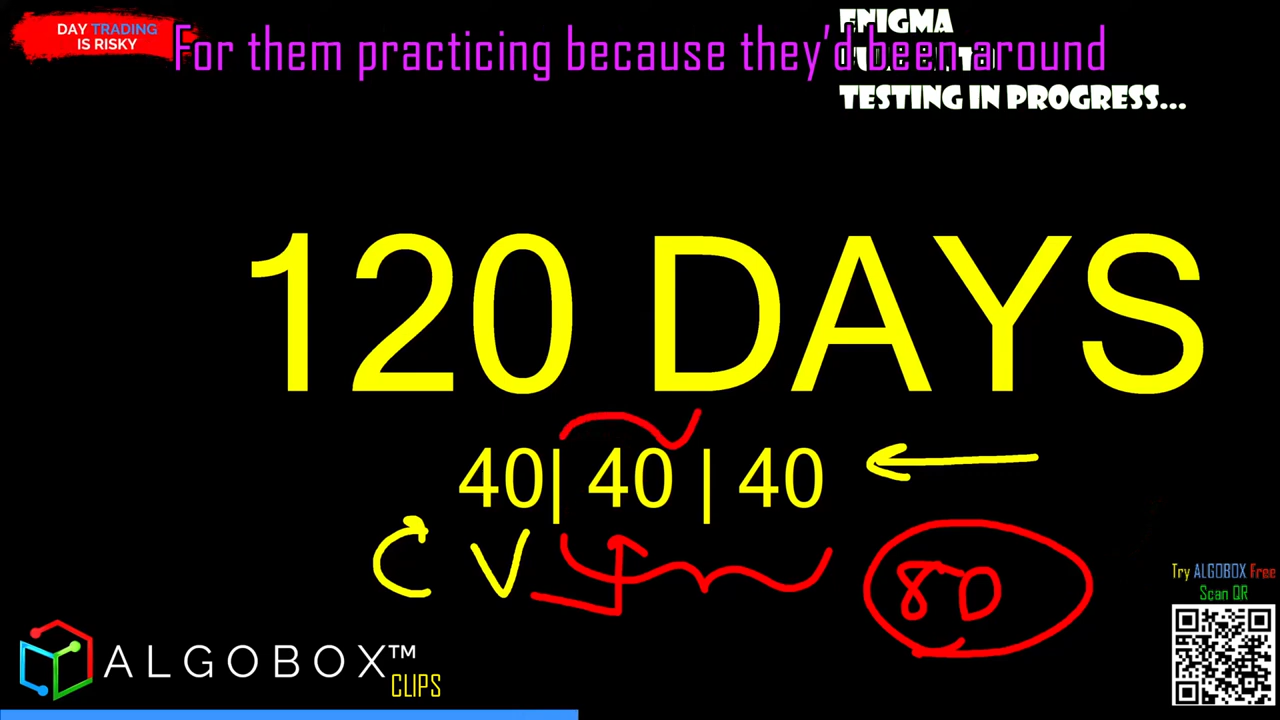 DAY TRADING
IS RISKY
ENIGMA
For them practicing because they'd been around
TESTING IN PROGRESS...
120 DAYS
40| 40 | 40
C V
80
Try ALGOBOX Free
Scan QR
ALGOBOX™
CLIPS